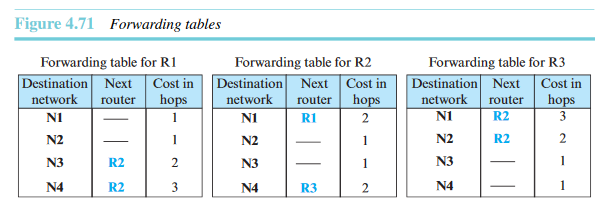 Figure 4.71 Forwarding tables
Forwarding table for R1 Forwarding table for R2 Forwarding table for R3
Destination Next Cost in Destination Next Cost in Destination Next Cost in
network router hops network router hops network router hops
N1 — 1 N1 R1 2 N1 R2 3
N2 — 1 N2 — 1 N2 R2 2
N3 R2 2 N3 — 1 N3 — 1
N4 R2 3 N4 R3 2 N4 — 1